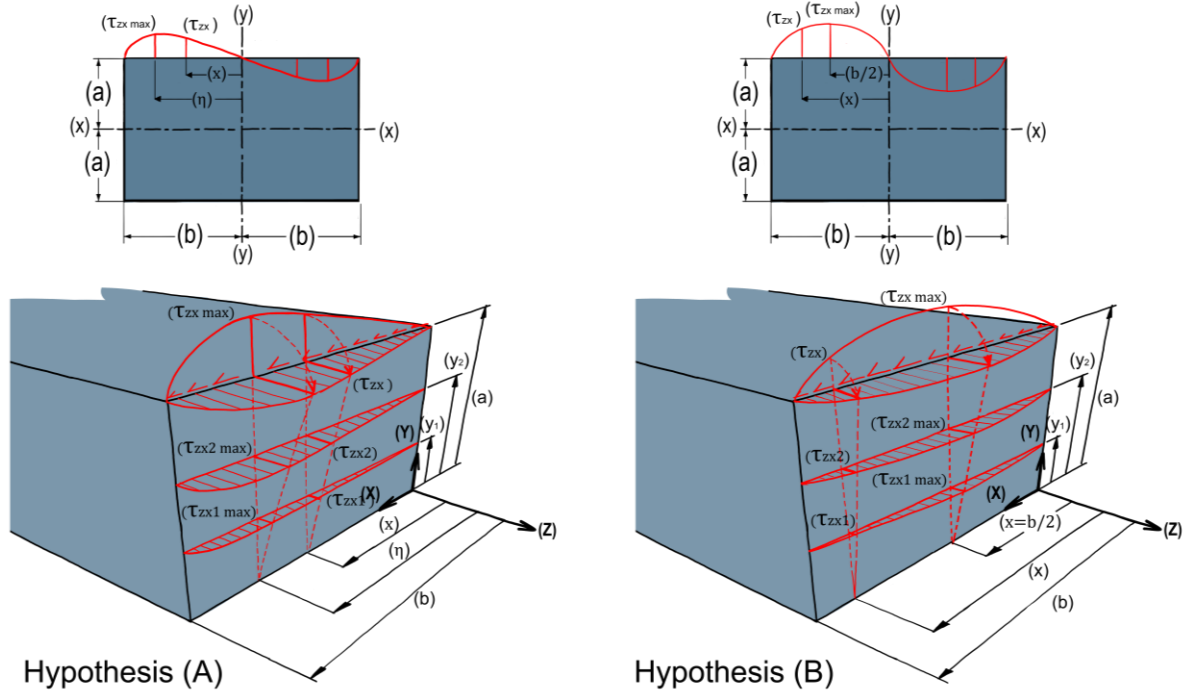 (y)
(τzx max)
(τzx)
(x)
(η)
(a)
(x)
(x)
(a)
(b)
(b)
(y)
(τzx max)
(τzx)
(y₂)
(a)
(y₁)
(τzx2 max)
(τzx2)
(Y)
(τzx1 max)
(τzx1)
(X)
(Z)
(x)
(η)
(b)
Hypothesis (A)
(τzx)
(y)
(τzx max)
(b/2)
(a)
(x)
(x)
(x)
(a)
(b)
(b)
(y)
(τzx max)
(τzx)
(y₂)
(a)
(y₁)
(τzx2 max)
(τzx2)
(Y)
(τzx1 max)
(τzx1)
(X)
(Z)
(x=b/2)
(x)
(b)
Hypothesis (B)